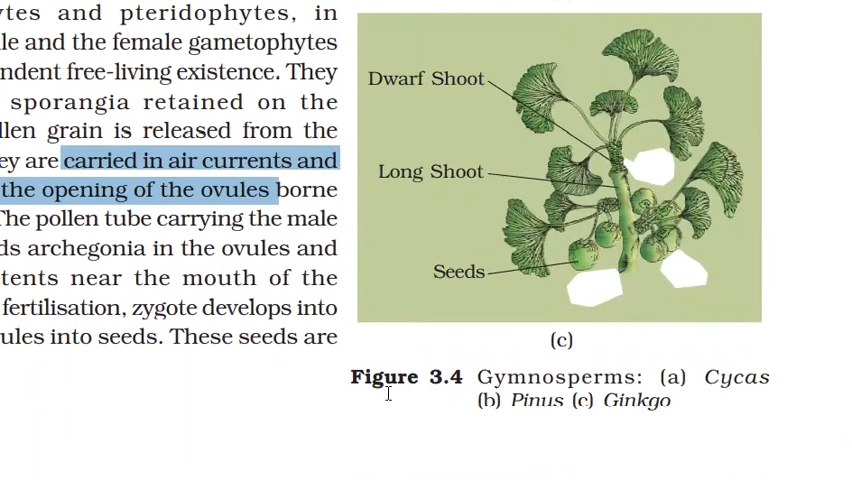 ytes and pteridophytes, in
le and the female gametophytes
ndent free-living existence. They
sporangia retained on the
llen grain is released from the
ey are carried in air currents and
the opening of the ovules borne
The pollen tube carrying the male
ds archegonia in the ovules and
tents near the mouth of the
fertilisation, zygote develops into
ules into seeds. These seeds are
Dwarf Shoot
Long Shoot
Seeds
(c)
Figure 3.4 Gymnosperms: (a) Cycas
(b) Pinus (c) Ginkgo